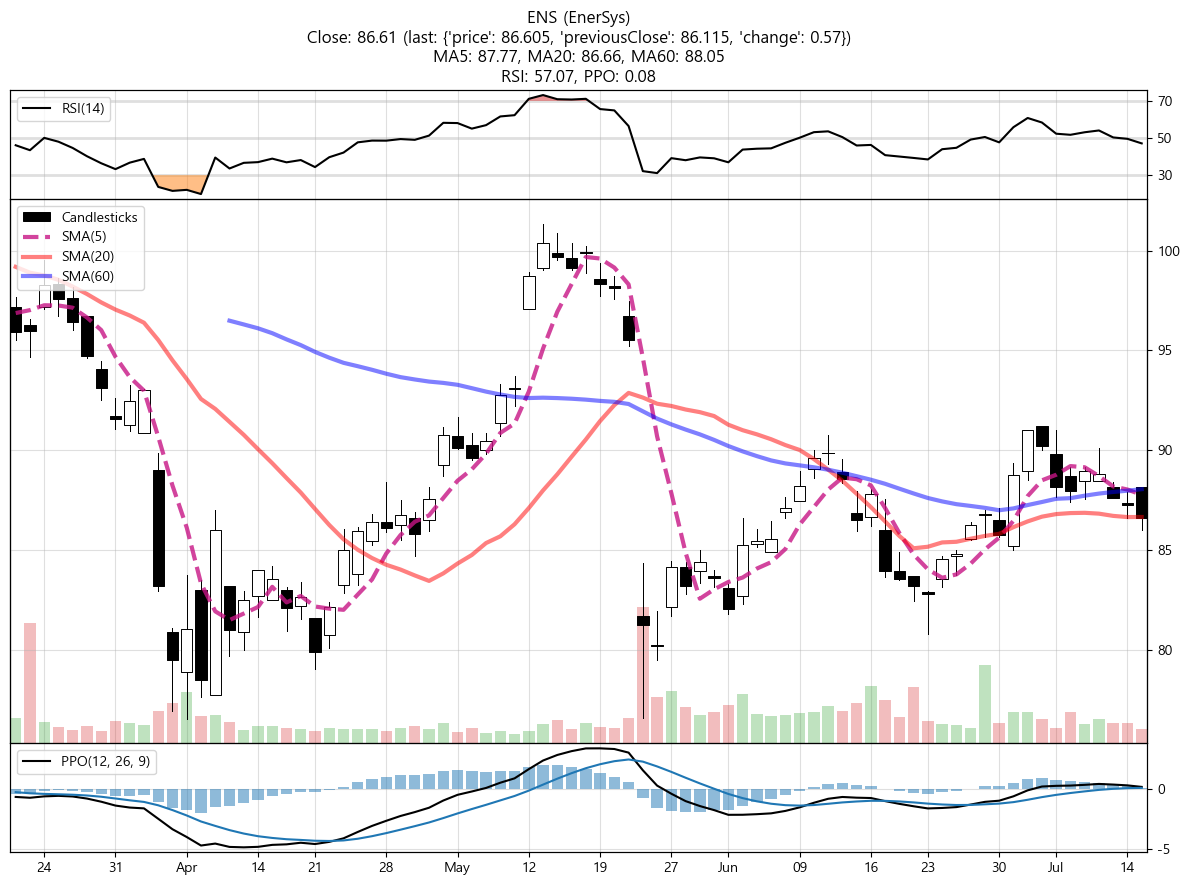 ENS (EnerSys)
Close: 86.61 (last: {'price': 86.605, 'previousClose': 86.115, 'change': 0.57})
MA5: 87.77, MA20: 86.66, MA60: 88.05
RSI: 57.07, PPO: 0.08
RSI(14)
70
50
30
Candlesticks
SMA(5)
SMA(20)
SMA(60)
100
95
90
85
80
PPO(12, 26, 9)
0
-5
24 31 Apr 14 21 28 May 12 19 27 Jun 09 16 23 30 Jul 14